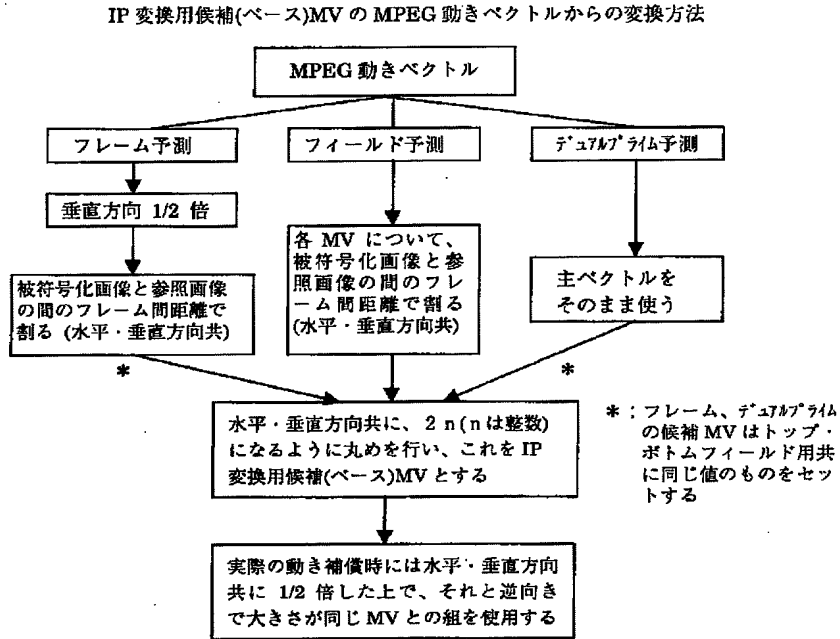 IP 変換用候補(ベース)MV の MPEG 動きベクトルからの変換方法
MPEG 動きベクトル
フレーム予測
フィールド予測
ﾃﾞｭｱﾙﾌﾟﾗｲﾑ予測
垂直方向 1/2 倍
各 MV について、
被符号化画像と参
照画像の間のフレ
ーム間距離で割る
(水平・垂直方向共)
被符号化画像と参照画像
の間のフレーム間距離で
割る (水平・垂直方向共)
主ベクトルを
そのまま使う
*
*
水平・垂直方向共に、２ｎ(ｎは整数)
になるように丸めを行い、これを IP
変換用候補(ベース)MV とする
* : フレーム、ﾃﾞｭｱﾙﾌﾟﾗｲﾑ
の候補 MV はトップ・
ボトムフィールド用共
に同じ値のものをセッ
トする
実際の動き補償時には水平・垂直方向
共に 1/2 倍した上で、それと逆向き
で大きさが同じ MV との組を使用する